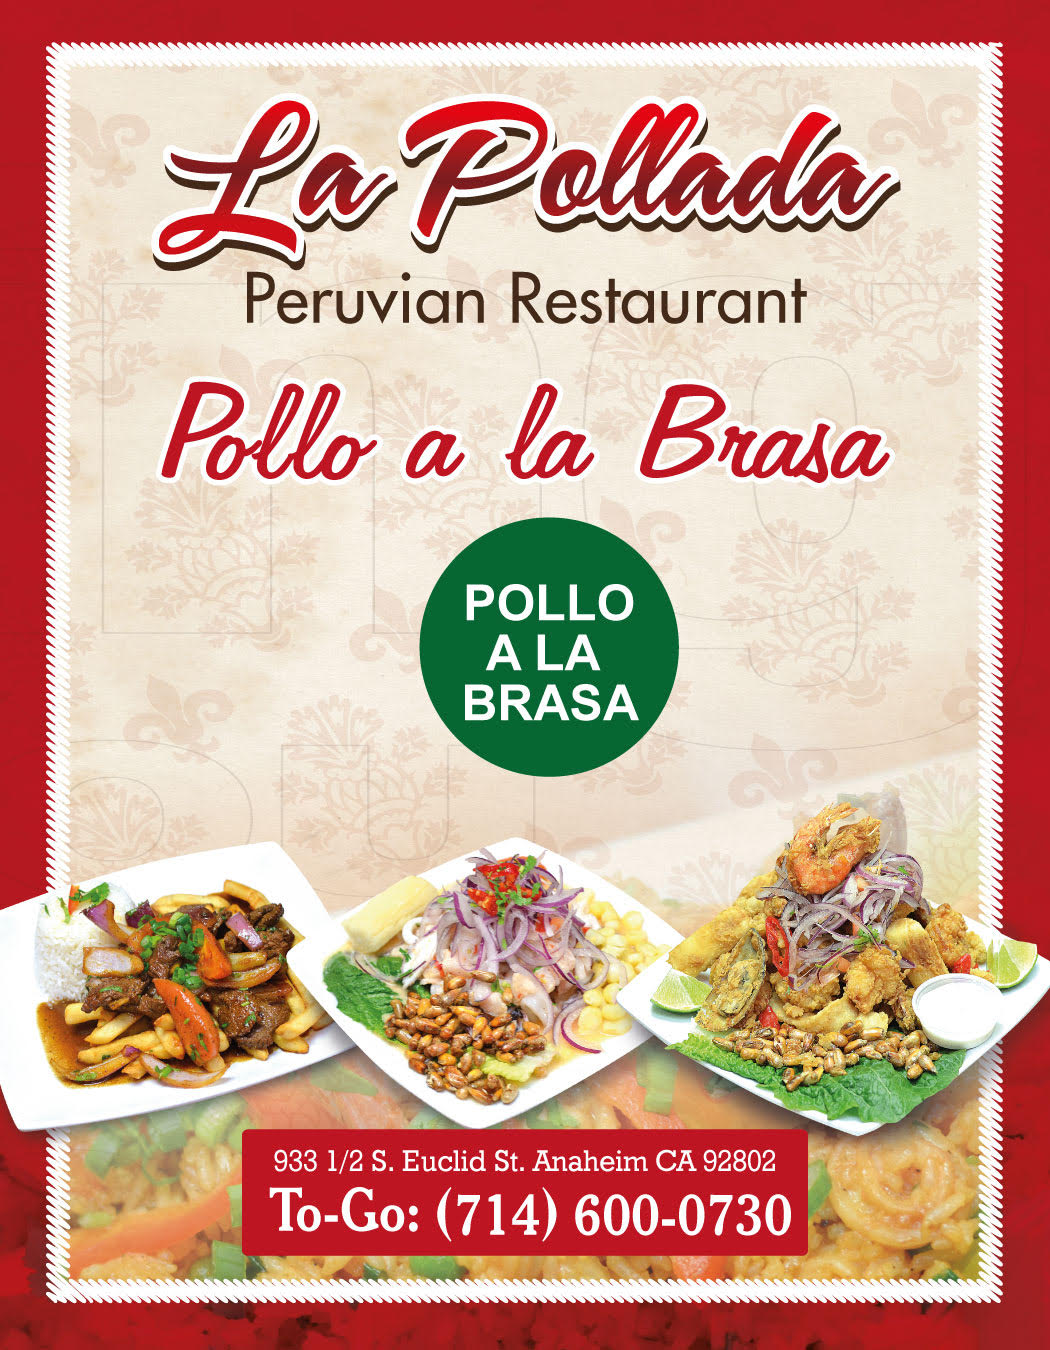 La Pollada
Peruvian Restaurant
Pollo a la Brasa
POLLO
A LA
BRASA
933 1/2 S. Euclid St. Anaheim CA 92802
To-Go: (714) 600-0730